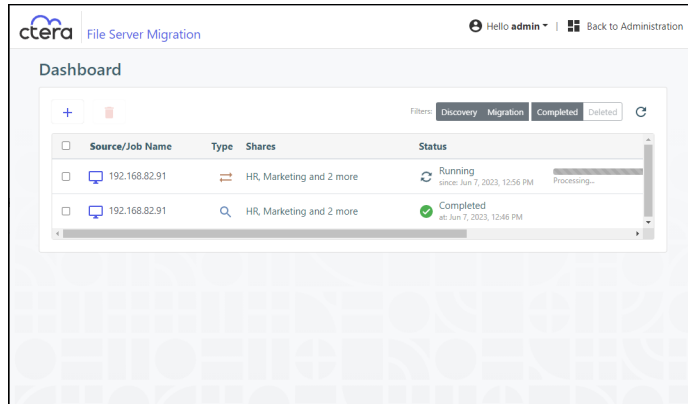 ctera File Server Migration Hello admin | Back to Administration
Dashboard
+ Filters: Discovery Migration Completed Deleted
Source/Job Name Type Shares Status
192.168.82.91 HR, Marketing and 2 more Running
since: Jun 7, 2023, 12:56 PM Processing...
192.168.82.91 HR, Marketing and 2 more Completed
at: Jun 7, 2023, 12:46 PM